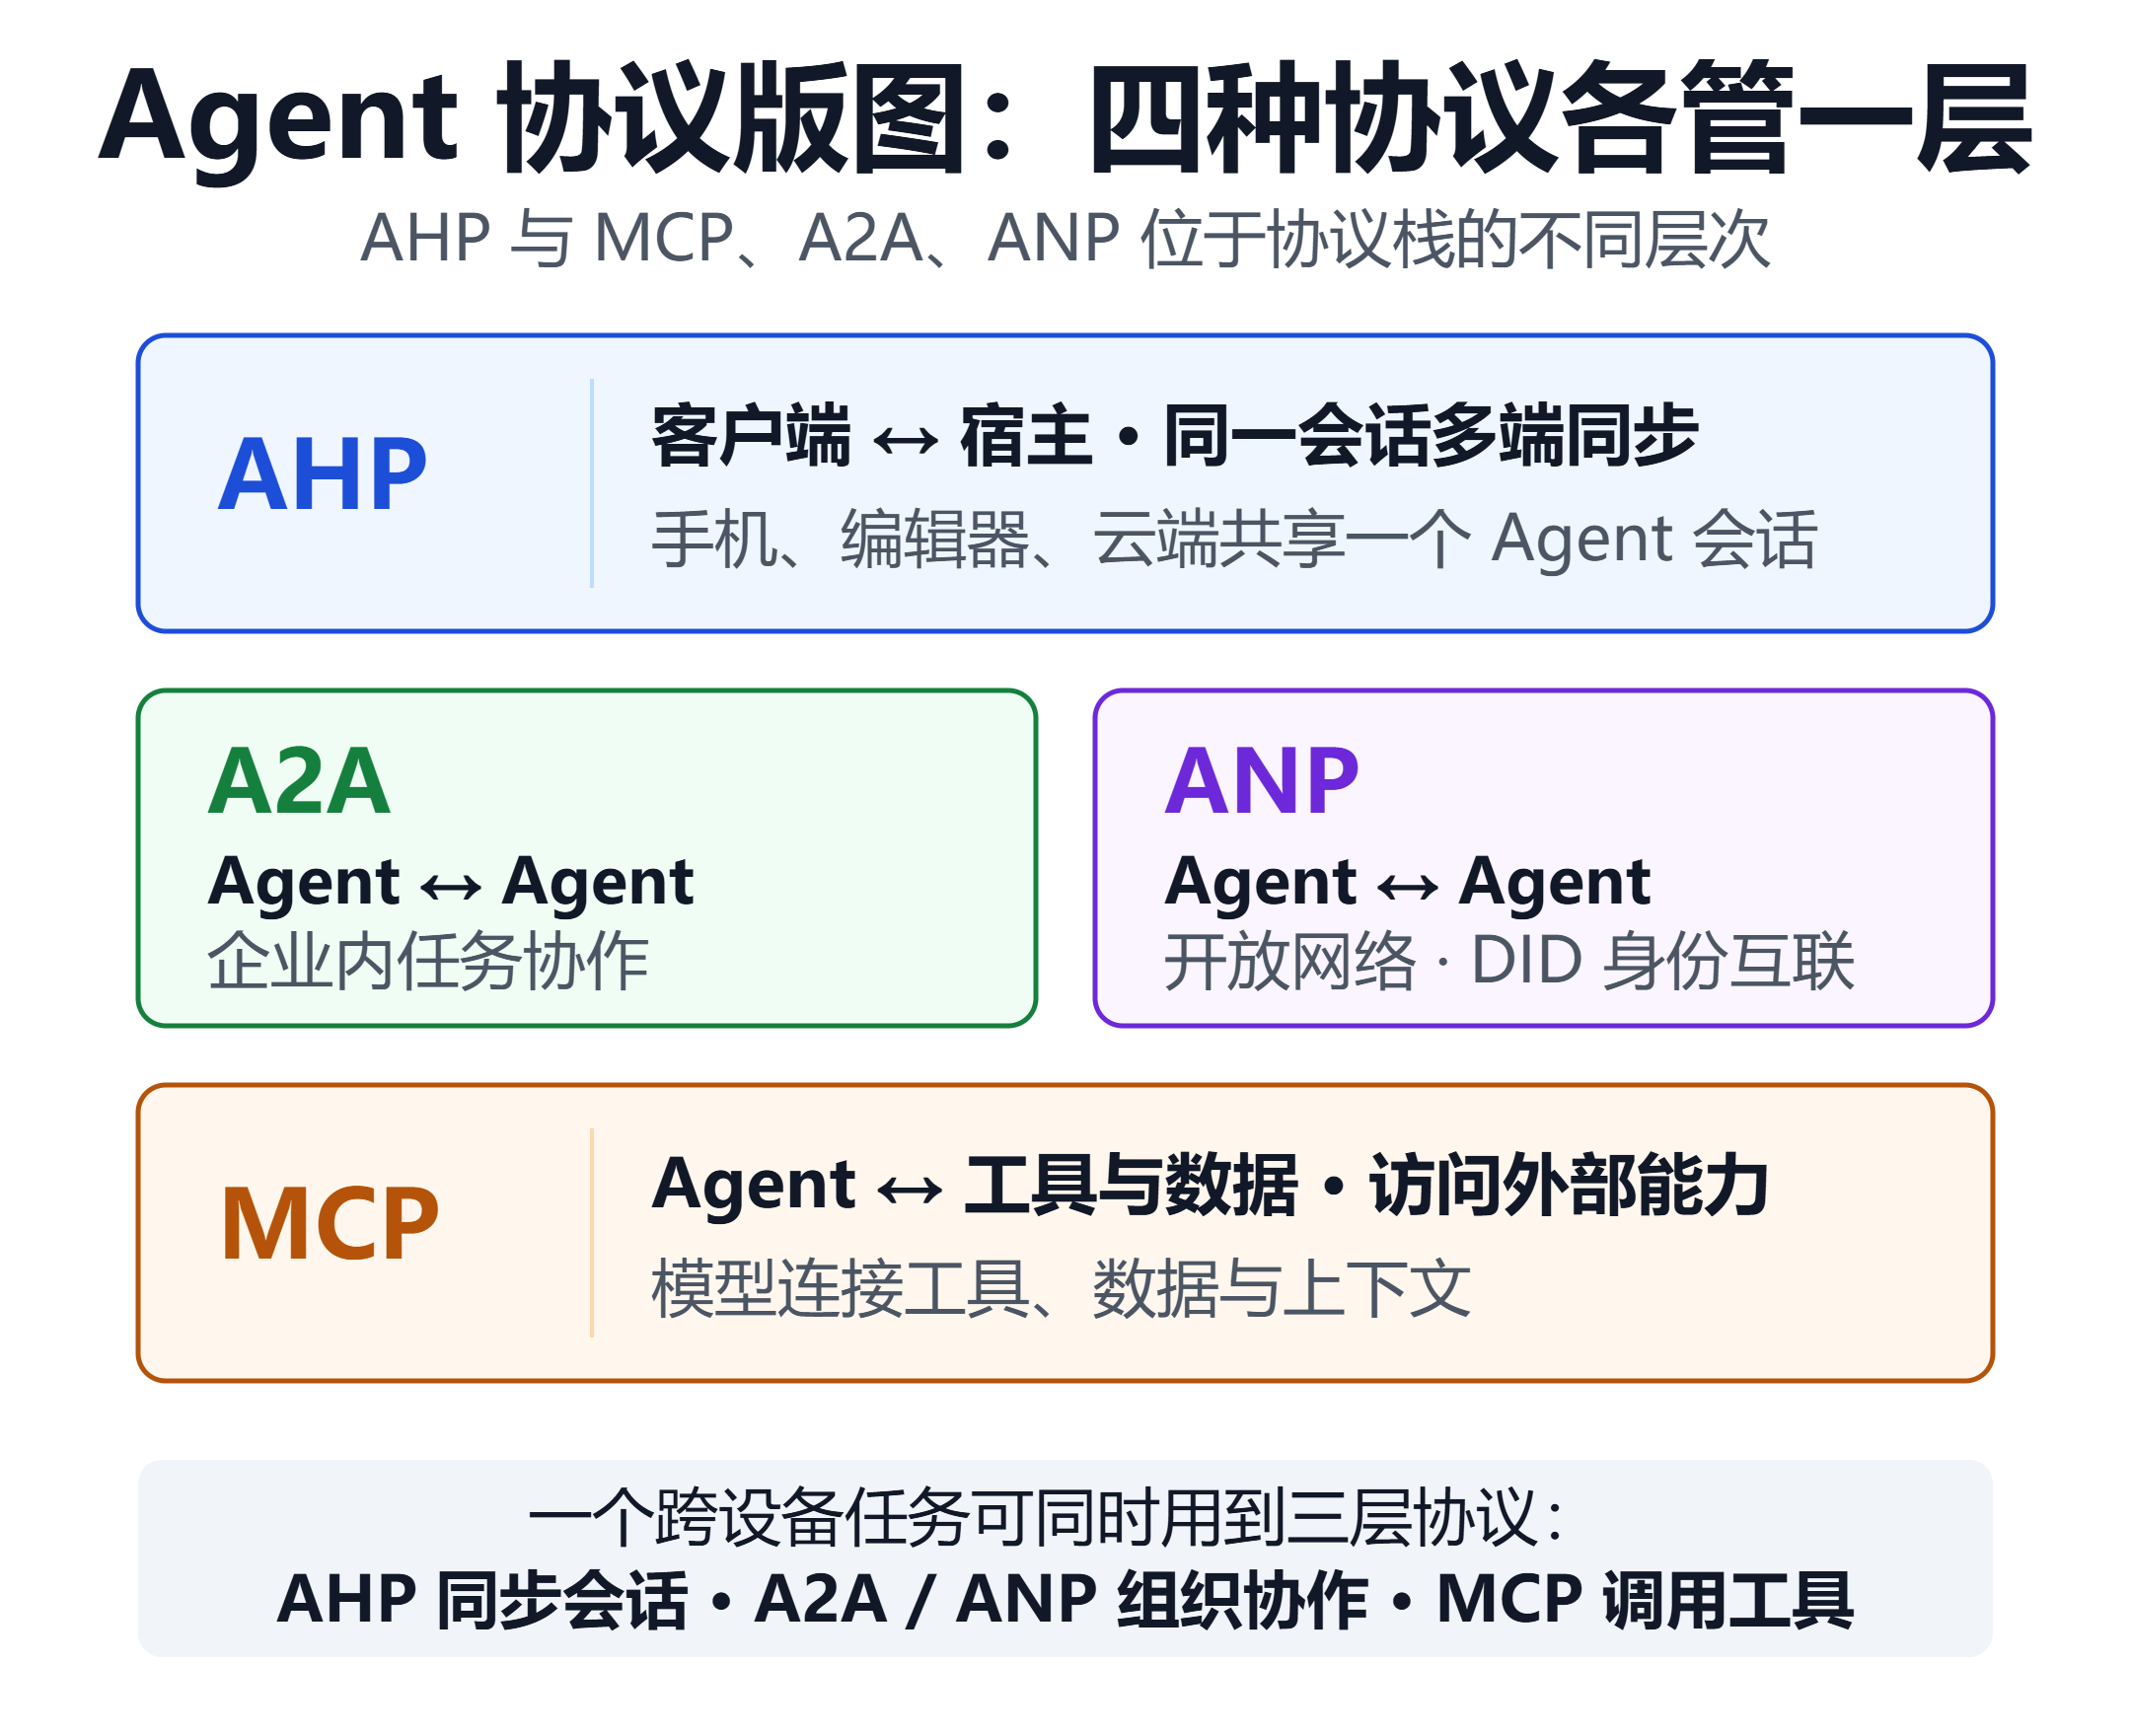 Agent 协议版图：四种协议各管一层
AHP 与 MCP、A2A、ANP 位于协议栈的不同层次
AHP
客户端 ↔ 宿主 · 同一会话多端同步
手机、编辑器、云端共享一个 Agent 会话
A2A
Agent ↔ Agent
企业内任务协作
ANP
Agent ↔ Agent
开放网络 · DID 身份互联
MCP
Agent ↔ 工具与数据 · 访问外部能力
模型连接工具、数据与上下文
一个跨设备任务可同时用到三层协议：
AHP 同步会话 · A2A / ANP 组织协作 · MCP 调用工具